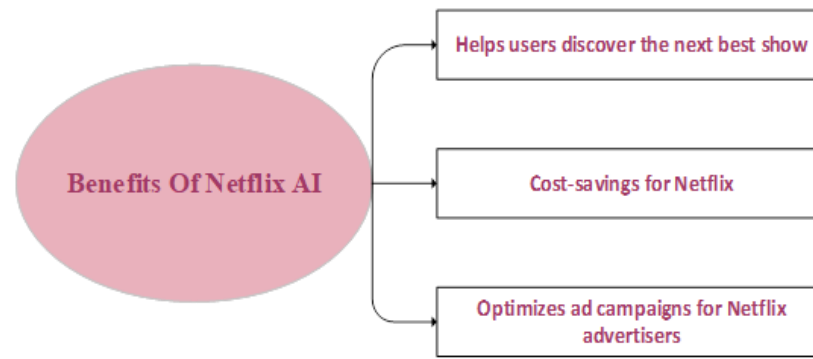 Helps users discover the next best show
Benefits Of Netflix AI
Cost-savings for Netflix
Optimizes ad campaigns for Netflix
advertisers